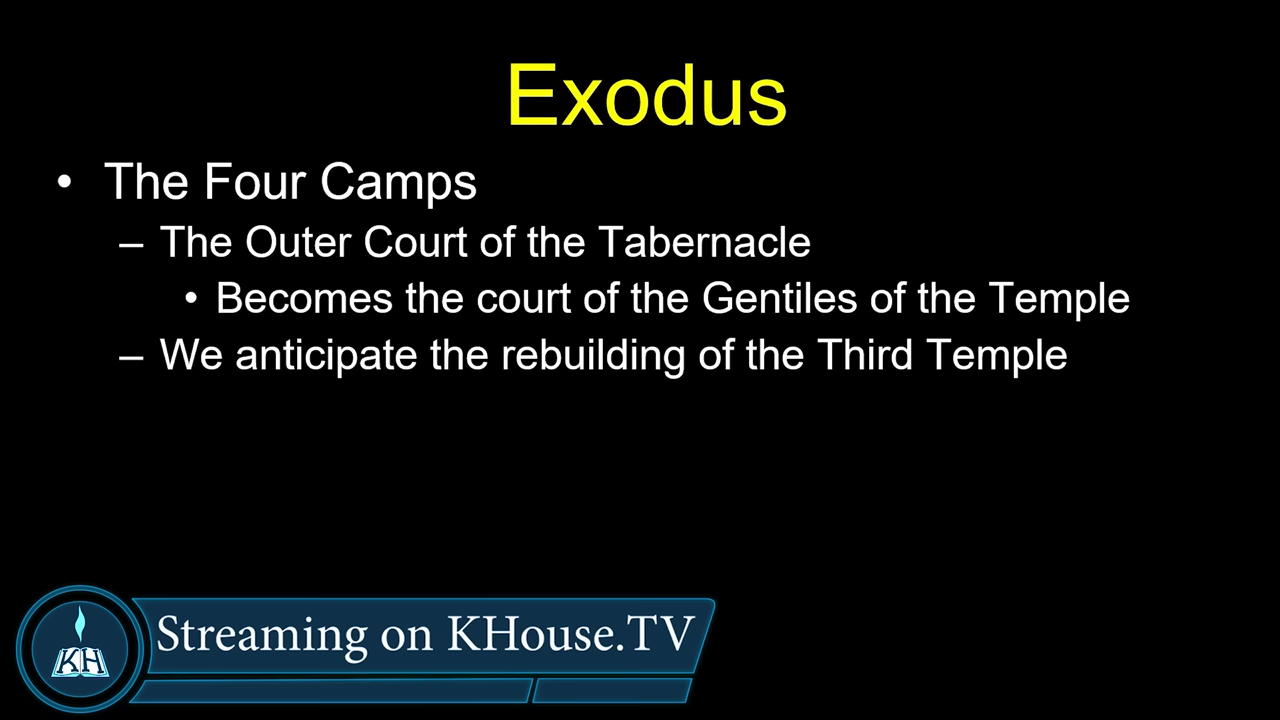 Exodus
• The Four Camps
– The Outer Court of the Tabernacle
• Becomes the court of the Gentiles of the Temple
– We anticipate the rebuilding of the Third Temple
Streaming on KHouse.TV
KH